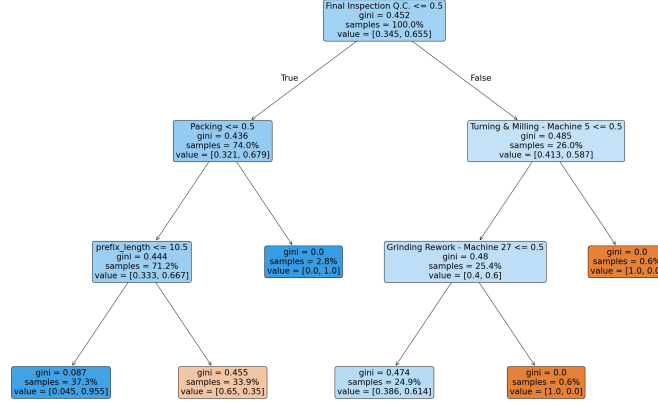 Final Inspection Q.C. <= 0.5
gini = 0.452
samples = 100.0%
value = [0.345, 0.655]
True
False
Packing <= 0.5
gini = 0.436
samples = 74.0%
value = [0.321, 0.679]
Turning & Milling - Machine 5 <= 0.5
gini = 0.485
samples = 26.0%
value = [0.413, 0.587]
prefix_length <= 10.5
gini = 0.444
samples = 71.2%
value = [0.333, 0.667]
gini = 0.0
samples = 2.8%
value = [0.0, 1.0]
Grinding Rework - Machine 27 <= 0.5
gini = 0.48
samples = 25.4%
value = [0.4, 0.6]
gini = 0.0
samples = 0.6%
value = [1.0, 0.0
gini = 0.087
samples = 37.3%
value = [0.045, 0.955]
gini = 0.455
samples = 33.9%
value = [0.65, 0.35]
gini = 0.474
samples = 24.9%
value = [0.386, 0.614]
gini = 0.0
samples = 0.6%
value = [1.0, 0.0]